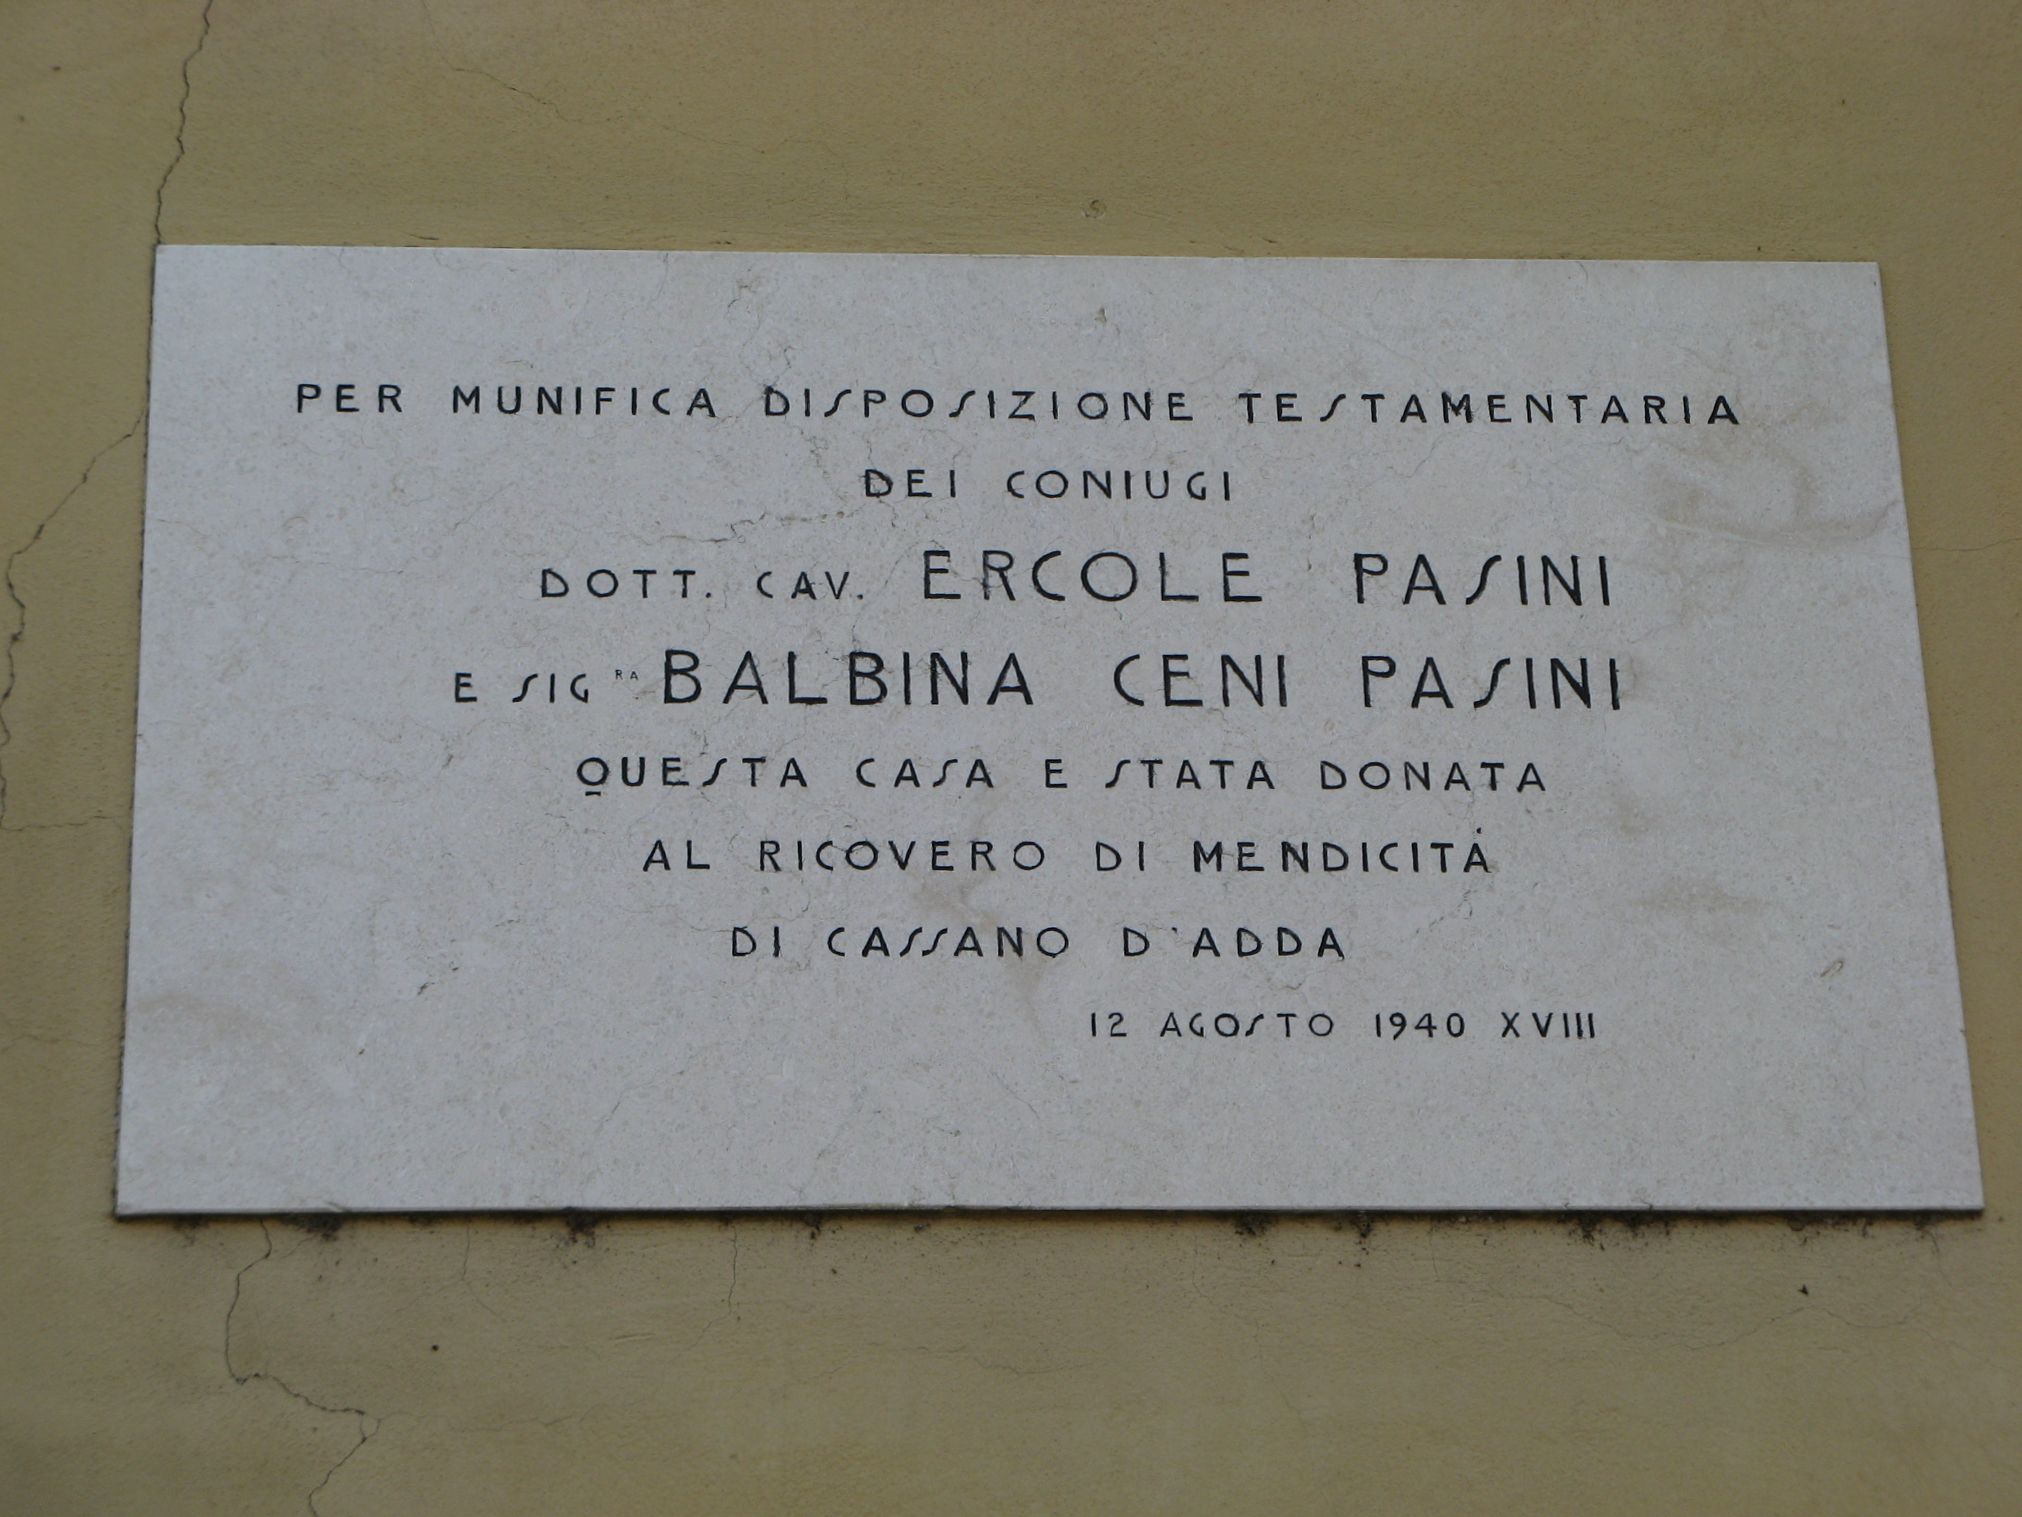 PER MUNIFICA DISPOSIZIONE TESTAMENTARIA
DEI CONIUGI
DOTT. CAV. ERCOLE PASINI
E SIG.RA BALBINA CENI PASINI
QUESTA CASA E STATA DONATA
AL RICOVERO DI MENDICITÀ
DI CASSANO D'ADDA
12 AGOSTO 1940 XVIII